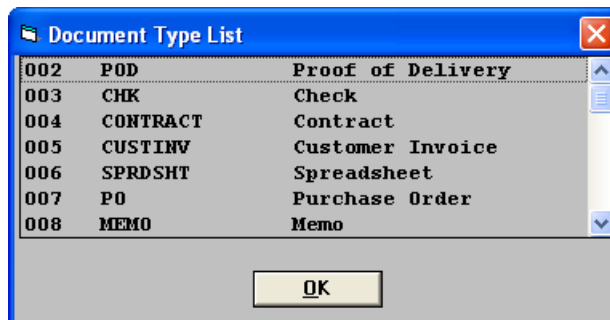 Document Type List
002 POD Proof of Delivery
003 CHK Check
004 CONTRACT Contract
005 CUSTINV Customer Invoice
006 SPRDSHT Spreadsheet
007 PO Purchase Order
008 MEMO Memo
OK